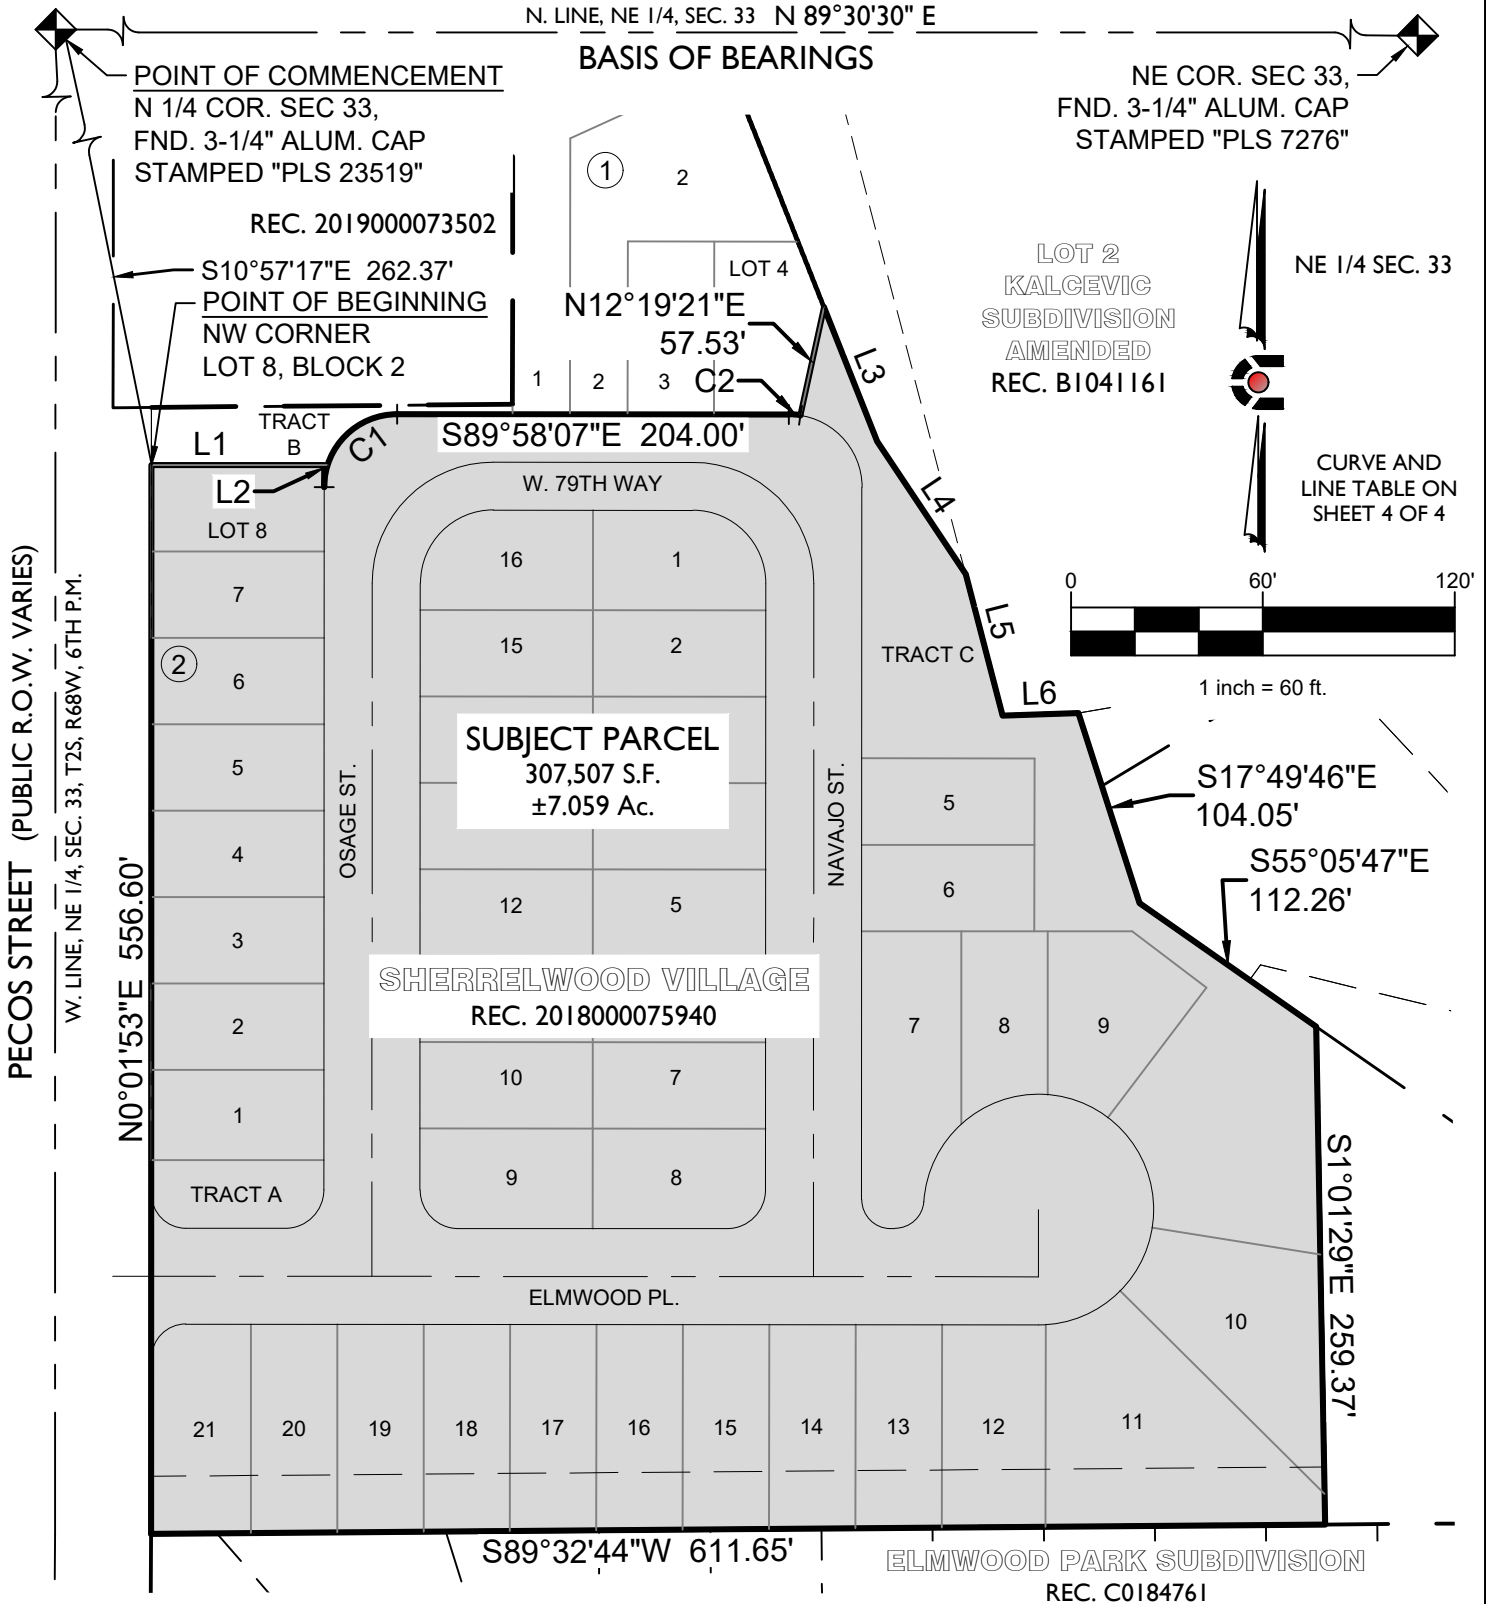 N. LINE, NE 1/4, SEC. 33 N 89°30'30" E
BASIS OF BEARINGS
POINT OF COMMENCEMENT
N 1/4 COR. SEC 33,
FND. 3-1/4" ALUM. CAP
STAMPED "PLS 23519"
NE COR. SEC 33,
FND. 3-1/4" ALUM. CAP
STAMPED "PLS 7276"
1
2
REC. 2019000073502
S10°57'17"E 262.37'
POINT OF BEGINNING
NW CORNER
LOT 8, BLOCK 2
LOT 4
N12°19'21"E
57.53'
1
2
3
C2
L3
LOT 2
KALCEVIC
SUBDIVISION
AMENDED
REC. B1041161
NE 1/4 SEC. 33
CURVE AND
LINE TABLE ON
SHEET 4 OF 4
0 60' 120'
1 inch = 60 ft.
TRACT
B
L1
C1
L2
S89°58'07"E 204.00'
L4
L5
L6
W. 79TH WAY
LOT 8
7
2
6
5
4
3
2
1
TRACT A
OSAGE ST.
16
1
15
2
SUBJECT PARCEL
307,507 S.F.
±7.059 Ac.
12
5
SHERRELWOOD VILLAGE
REC. 2018000075940
10
7
9
8
NAVAJO ST.
TRACT C
5
6
7
8
9
S17°49'46"E
104.05'
S55°05'47"E
112.26'
S1°01'29"E 259.37'
PECOS STREET (PUBLIC R.O.W. VARIES)
W. LINE, NE 1/4, SEC. 33, T2S, R68W, 6TH P.M.
N0°01'53"E 556.60'
ELMWOOD PL.
10
21
20
19
18
17
16
15
14
13
12
11
S89°32'44"W 611.65'
ELMWOOD PARK SUBDIVISION
REC. C0184761